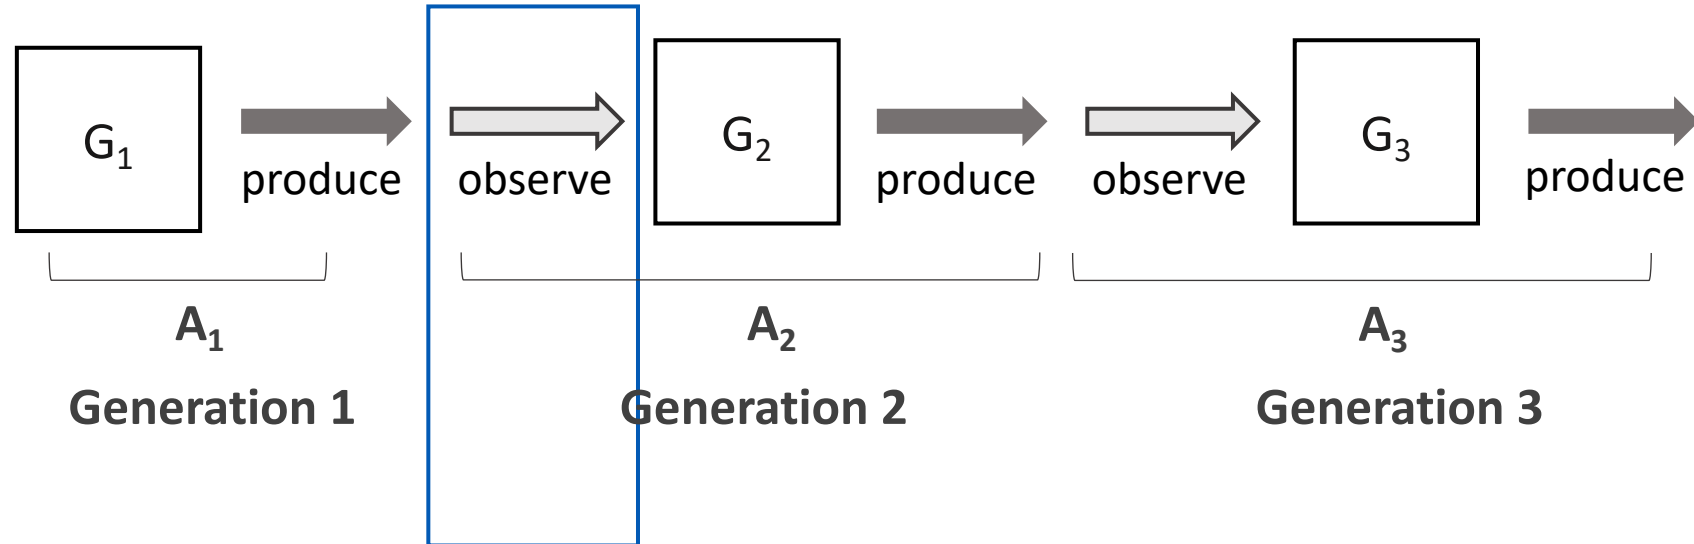 G₁
produce
observe
G₂
produce
observe
G₃
produce
A₁
A₂
A₃
Generation 1
Generation 2
Generation 3